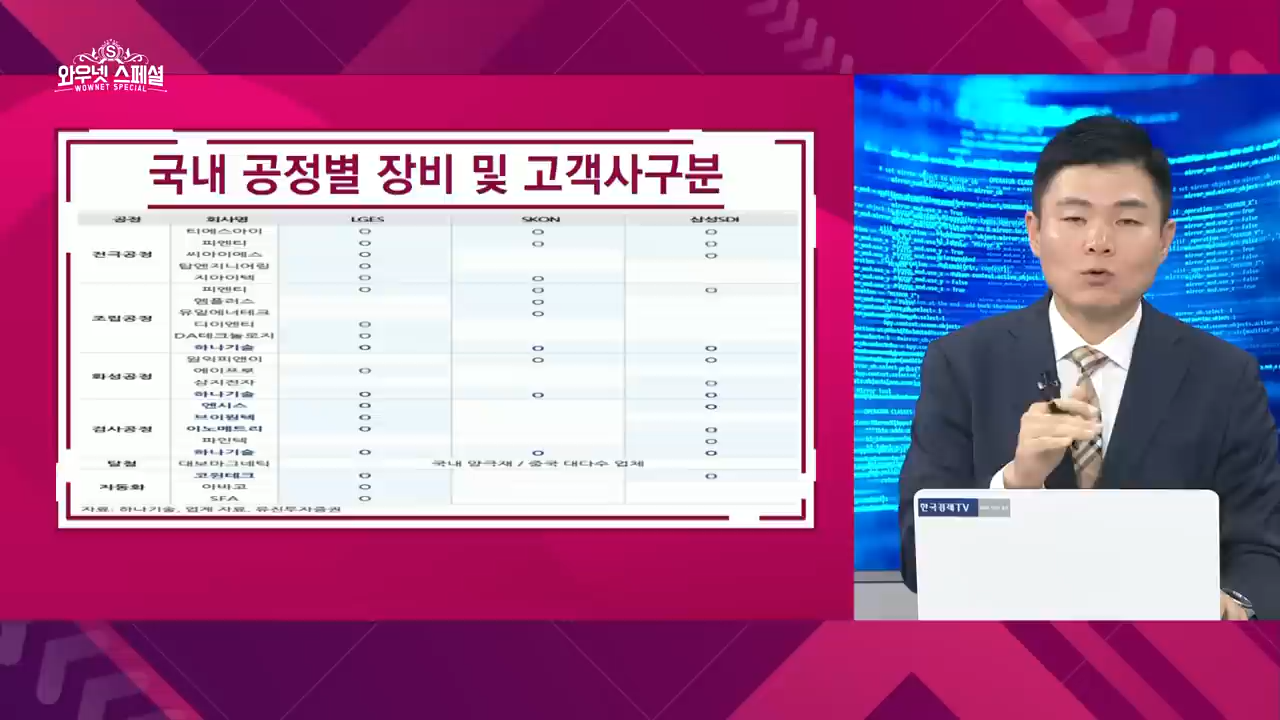 와우넷 스페셜
WOWNET SPECIAL
국내 공정별 장비 및 고객사구분
공정 회사명 LGES SKON 삼성SDI
티에스아이 O O O
피엔티 O O O
전극공정 씨아이에스 O O
탑엔지니어링 O
지아이텍 O O
피엔티 O O O
엠플러스 O
조립공정 유일에너테크 O
디이엔티 O
DA테크놀로지 O
하나기술 O O O
원익피앤이 O O
화성공정 에이프로 O
삼지전자 O
하나기술 O O O
엔시스 O O
브이원텍 O
검사공정 이노메트리 O O
파인텍 O
하나기술 O O O
탈철 대보마그네틱 국내 양극재 / 중국 대다수 업체
코윈테크 O O
자동화 아바코 O
SFA O
자료: 하나기술, 업계 자료, 유진투자증권
한국경제TV